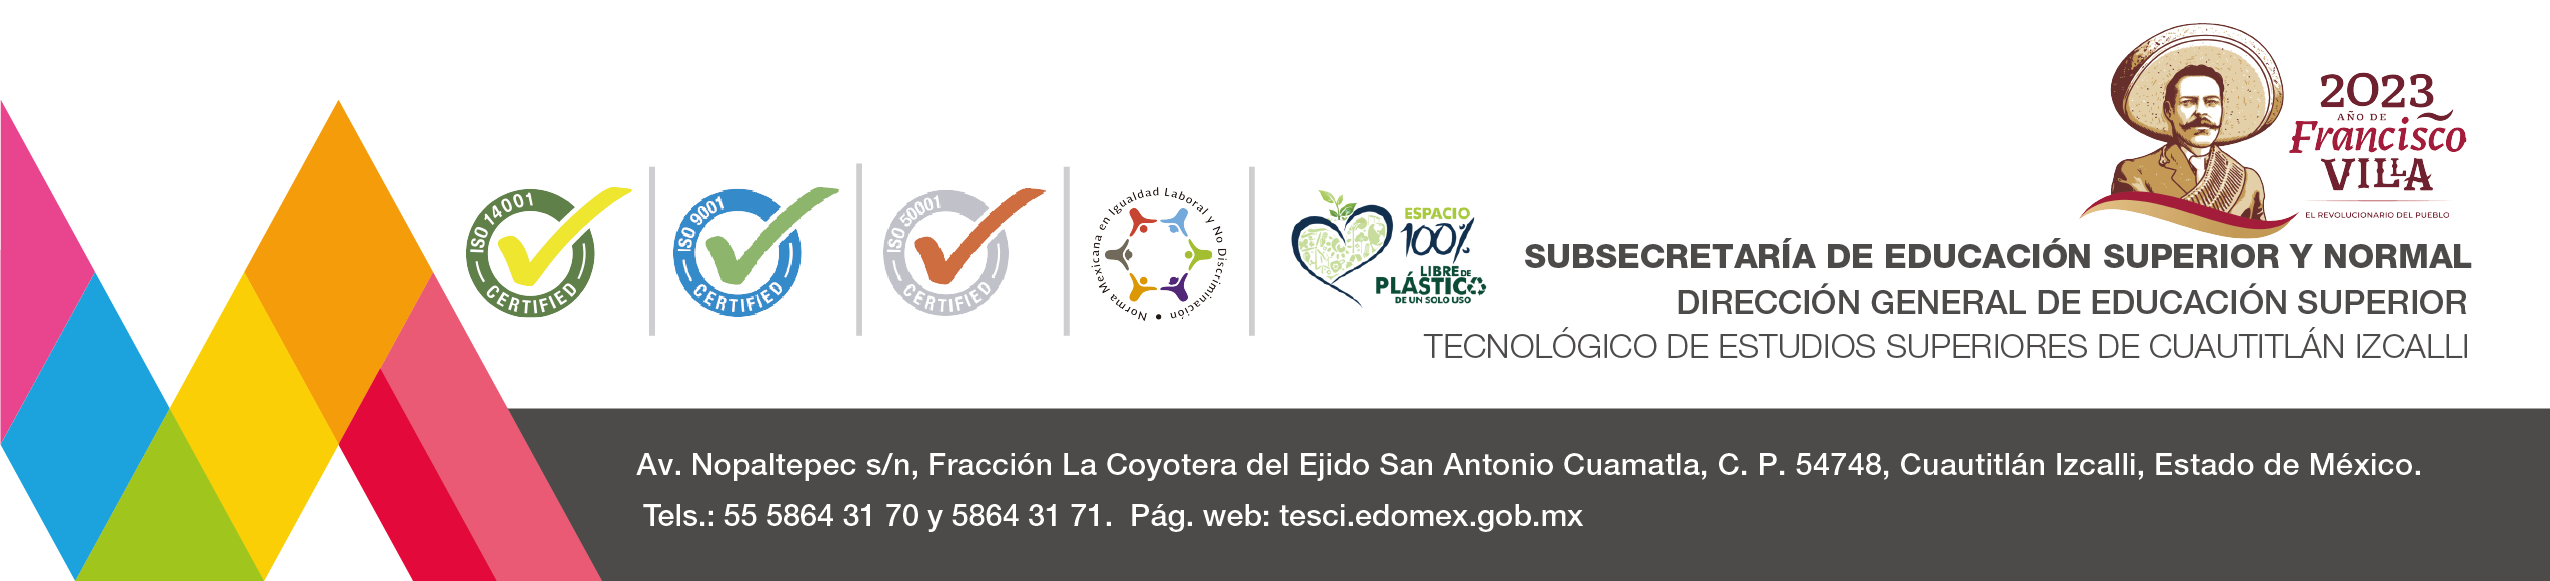 ISO 14001
CERTIFIED
ISO 9001
CERTIFIED
ISO 50001
CERTIFIED
Norma Mexicana en Igualdad Laboral y No Discriminación •
ESPACIO
100%
LIBRE DE
PLÁSTICO
DE UN SOLO USO
2023
AÑO DE
Francisco
VILLA
EL REVOLUCIONARIO DEL PUEBLO
SUBSECRETARÍA DE EDUCACIÓN SUPERIOR Y NORMAL
DIRECCIÓN GENERAL DE EDUCACIÓN SUPERIOR
TECNOLÓGICO DE ESTUDIOS SUPERIORES DE CUAUTITLÁN IZCALLI
Av. Nopaltepec s/n, Fracción La Coyotera del Ejido San Antonio Cuamatla, C. P. 54748, Cuautitlán Izcalli, Estado de México.
Tels.: 55 5864 31 70 y 5864 31 71. Pág. web: tesci.edomex.gob.mx